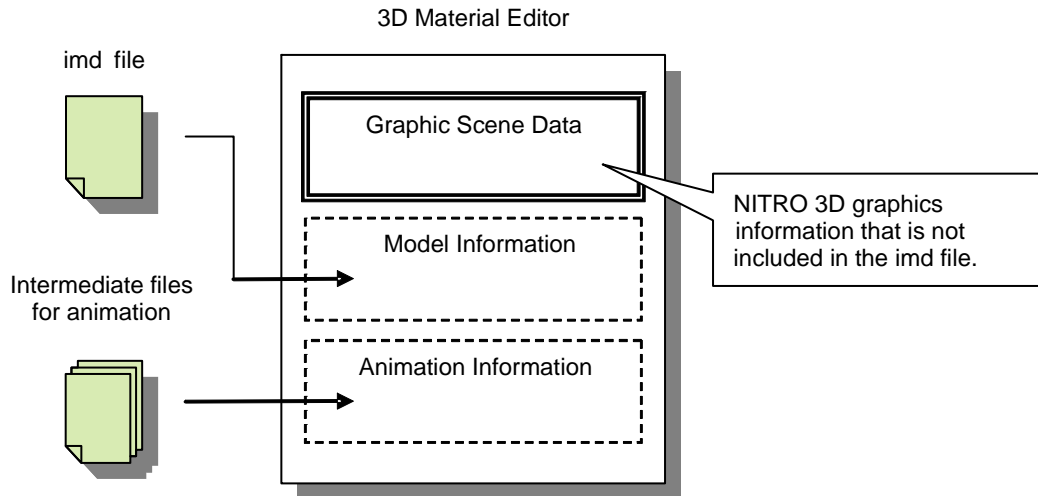 3D Material Editor
imd file
Graphic Scene Data
NITRO 3D graphics
information that is not
included in the imd file.
Model Information
Intermediate files
for animation
Animation Information